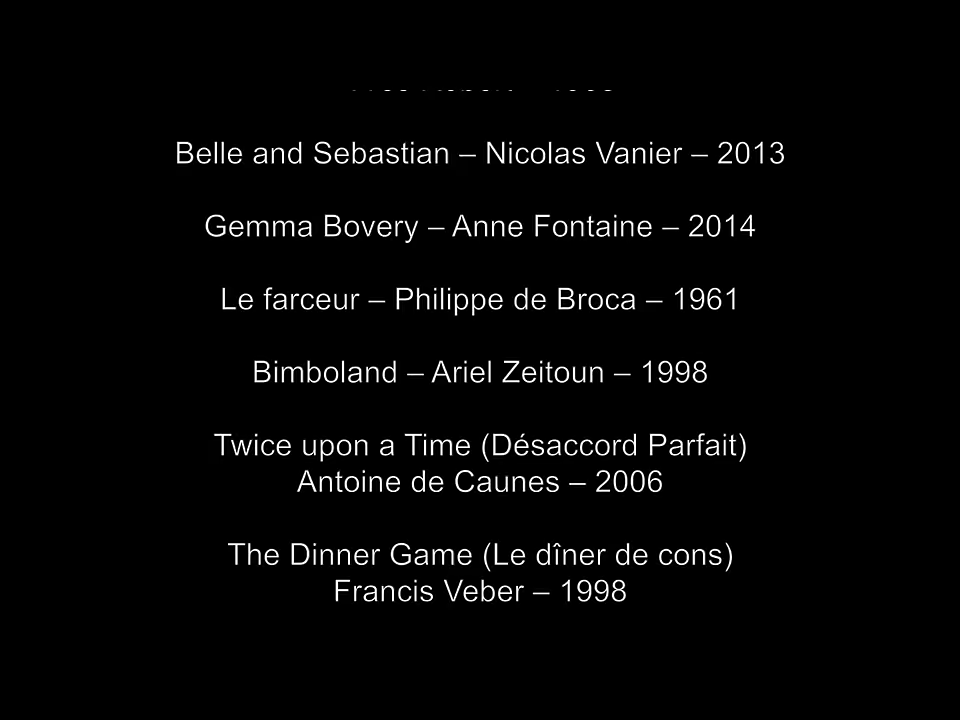 Belle and Sebastian – Nicolas Vanier – 2013
Gemma Bovery – Anne Fontaine – 2014
Le farceur – Philippe de Broca – 1961
Bimboland – Ariel Zeitoun – 1998
Twice upon a Time (Désaccord Parfait)
Antoine de Caunes – 2006
The Dinner Game (Le dîner de cons)
Francis Veber – 1998